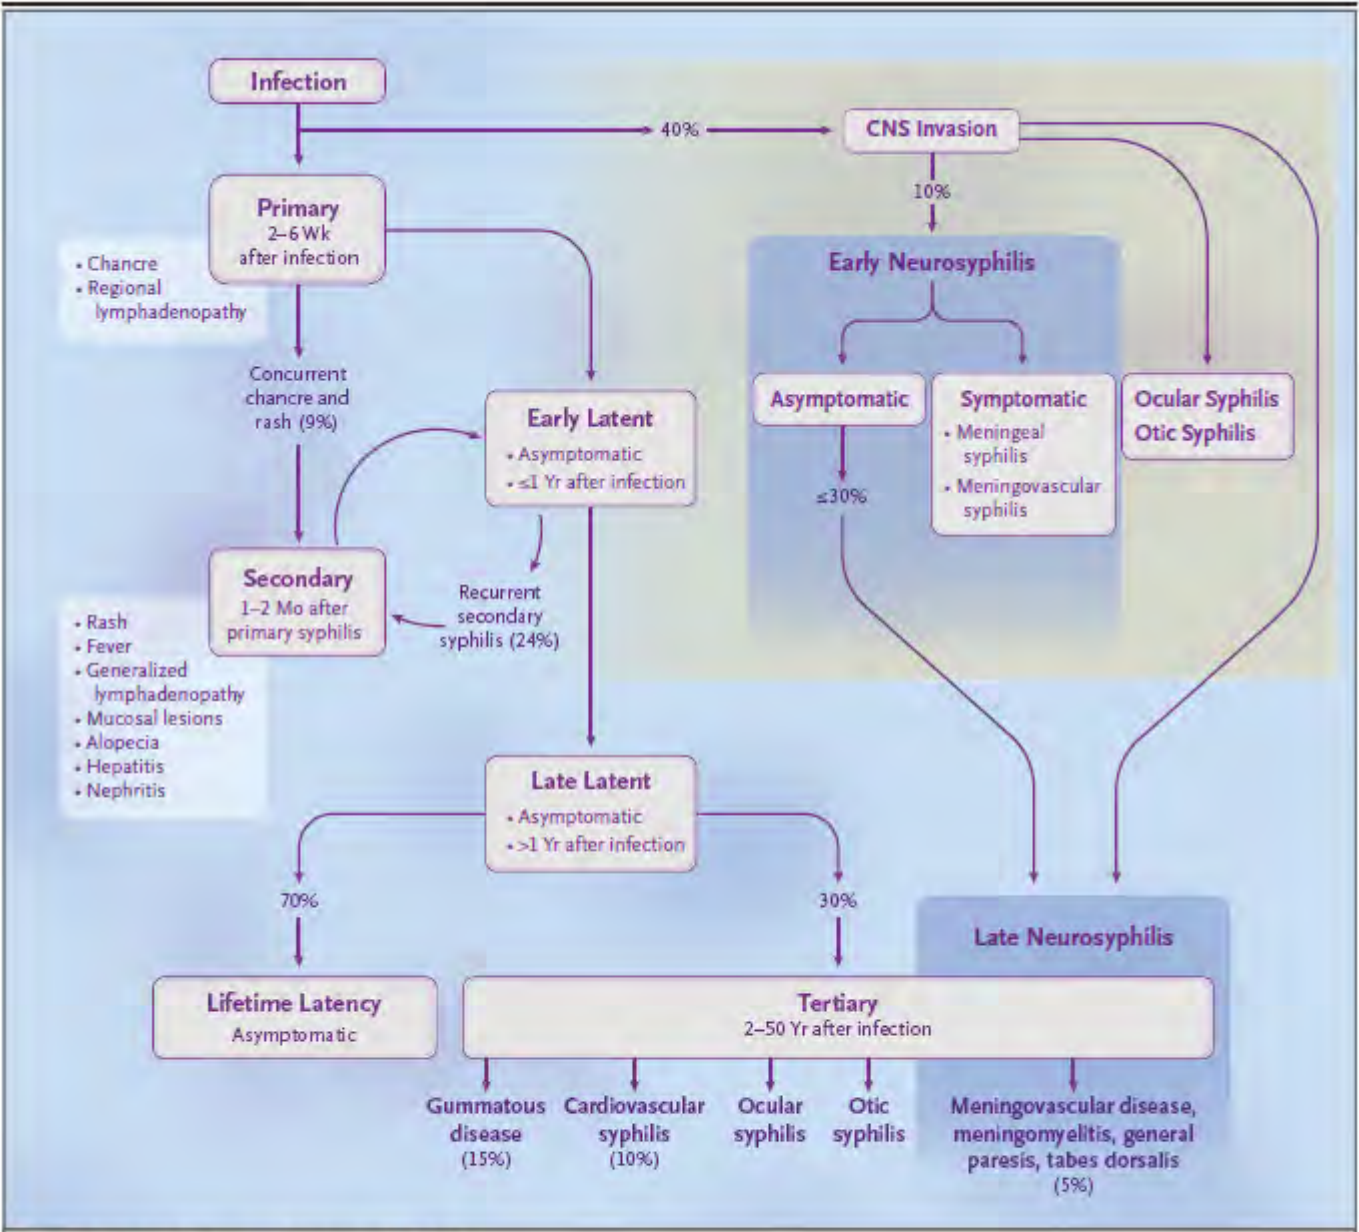 Infection
40%
CNS Invasion
10%
Primary
2–6 Wk
after infection
• Chancre
• Regional
lymphadenopathy
Early Neurosyphilis
Concurrent
chancre and
rash (9%)
Early Latent
• Asymptomatic
• ≤1 Yr after infection
Asymptomatic
≤30%
Symptomatic
• Meningeal
syphilis
• Meningovascular
syphilis
Ocular Syphilis
Otic Syphilis
Secondary
1–2 Mo after
primary syphilis
Recurrent
secondary
syphilis (24%)
• Rash
• Fever
• Generalized
lymphadenopathy
• Mucosal lesions
• Alopecia
• Hepatitis
• Nephritis
Late Latent
• Asymptomatic
• >1 Yr after infection
70%
30%
Late Neurosyphilis
Lifetime Latency
Asymptomatic
Tertiary
2–50 Yr after infection
Gummatous
disease
(15%)
Cardiovascular
syphilis
(10%)
Ocular
syphilis
Otic
syphilis
Meningovascular disease,
meningomyelitis, general
paresis, tabes dorsalis
(5%)